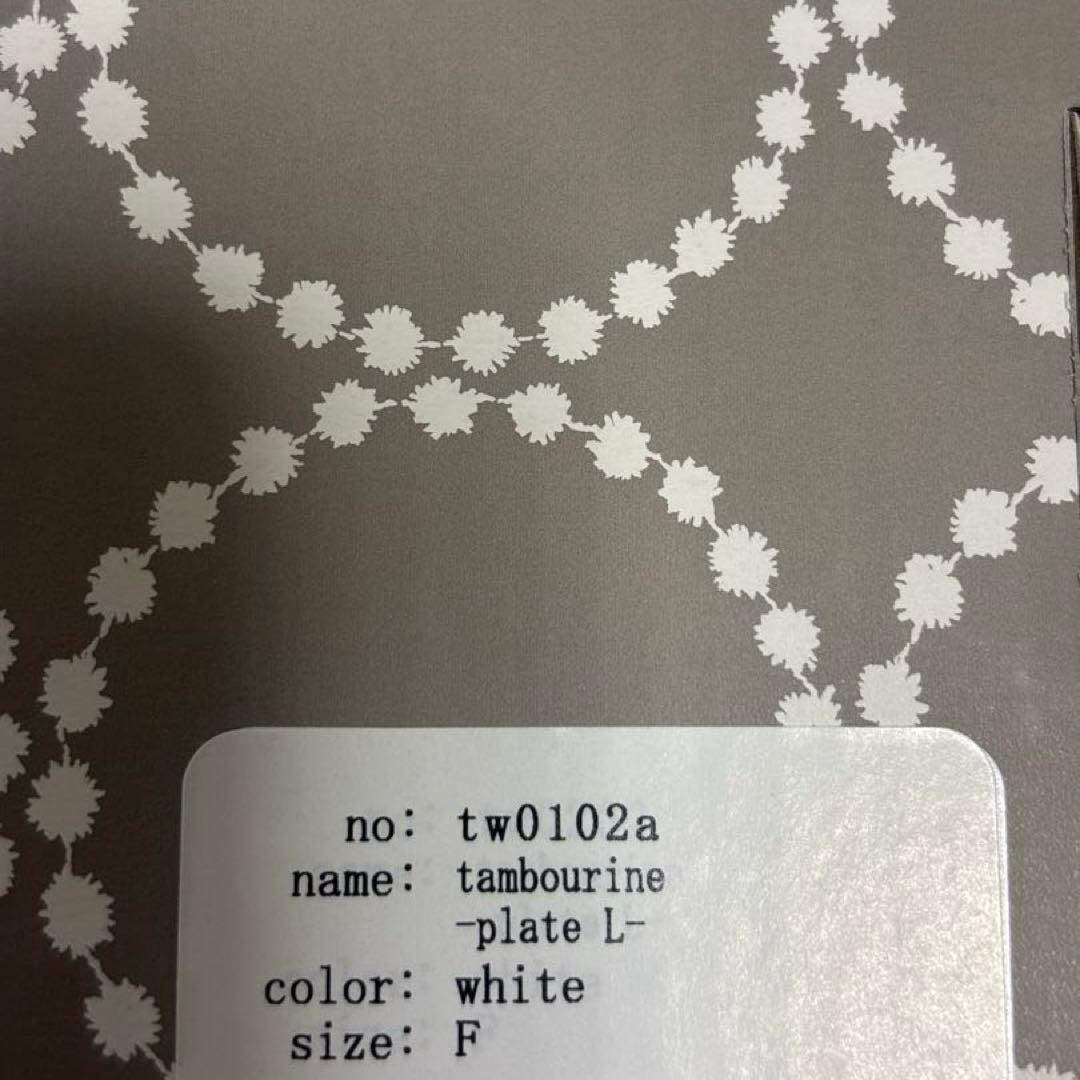 no: tw0102a
name: tambourine
-plate L-
color: white
size: F